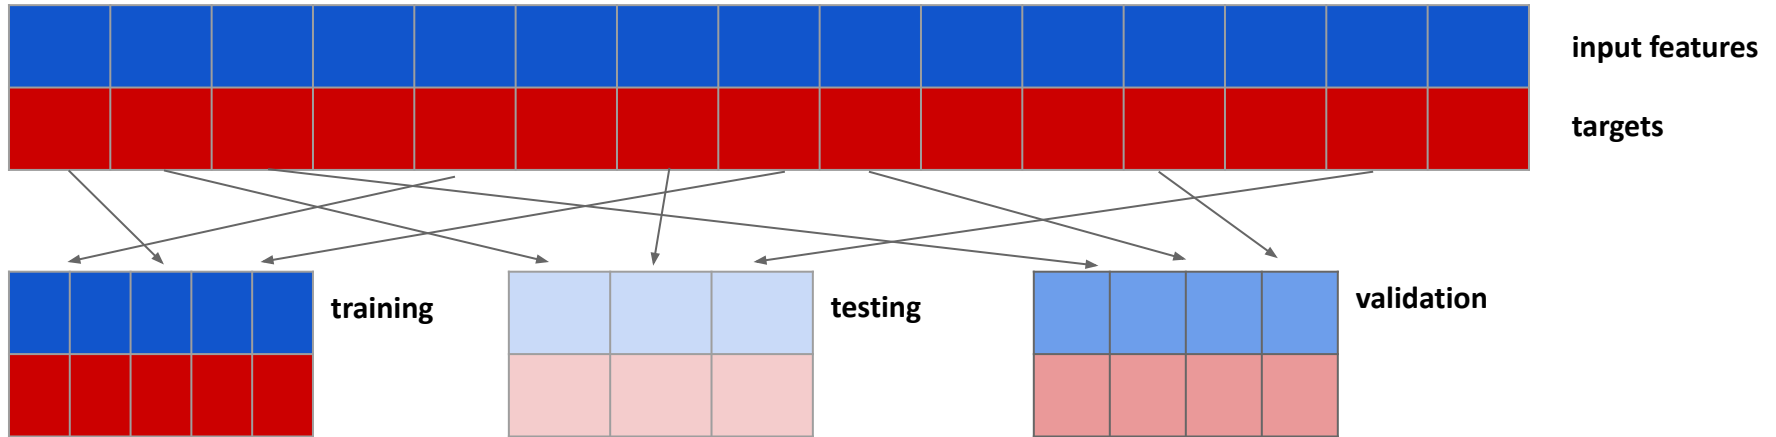 input features
targets
training
testing
validation